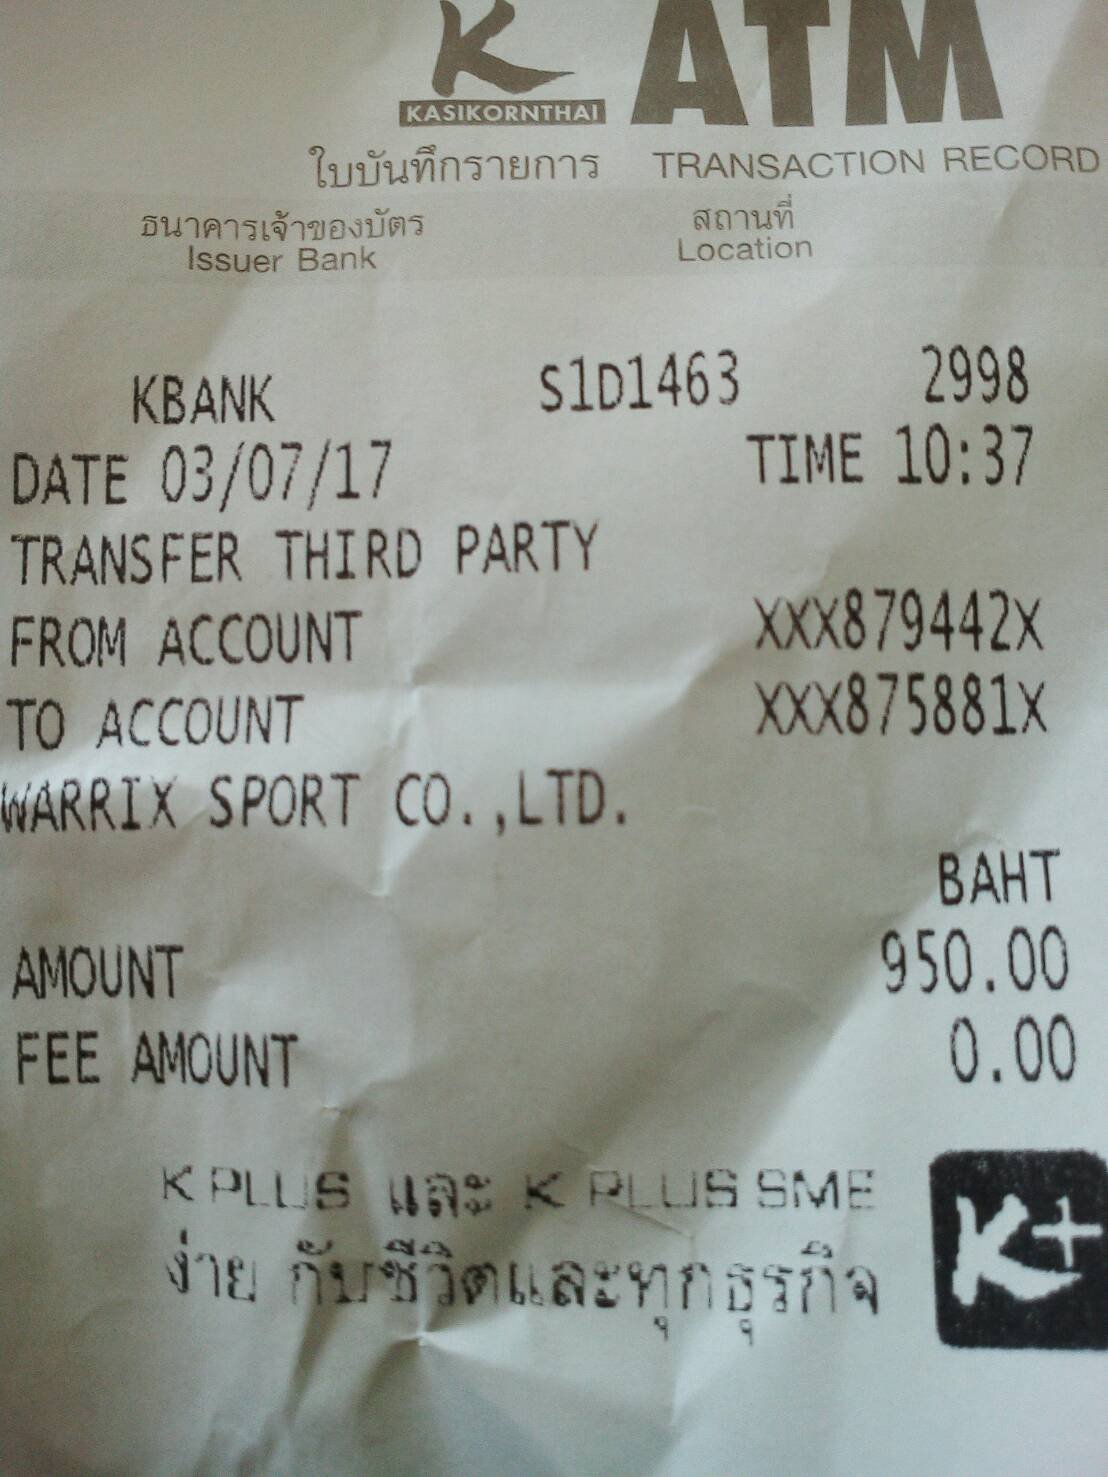 K ATM
KASIKORNTHAI
ใบบันทึกรายการ TRANSACTION RECORD
ธนาคารเจ้าของบัตร สถานที่
Issuer Bank Location
KBANK S1D1463 2998
DATE 03/07/17 TIME 10:37
TRANSFER THIRD PARTY
FROM ACCOUNT XXX879442X
TO ACCOUNT XXX875881X
WARRIX SPORT CO.,LTD.
BAHT
AMOUNT 950.00
FEE AMOUNT 0.00
K PLUS และ K PLUS SME
ง่าย กับชีวิตและทุกธุรกิจ
K+